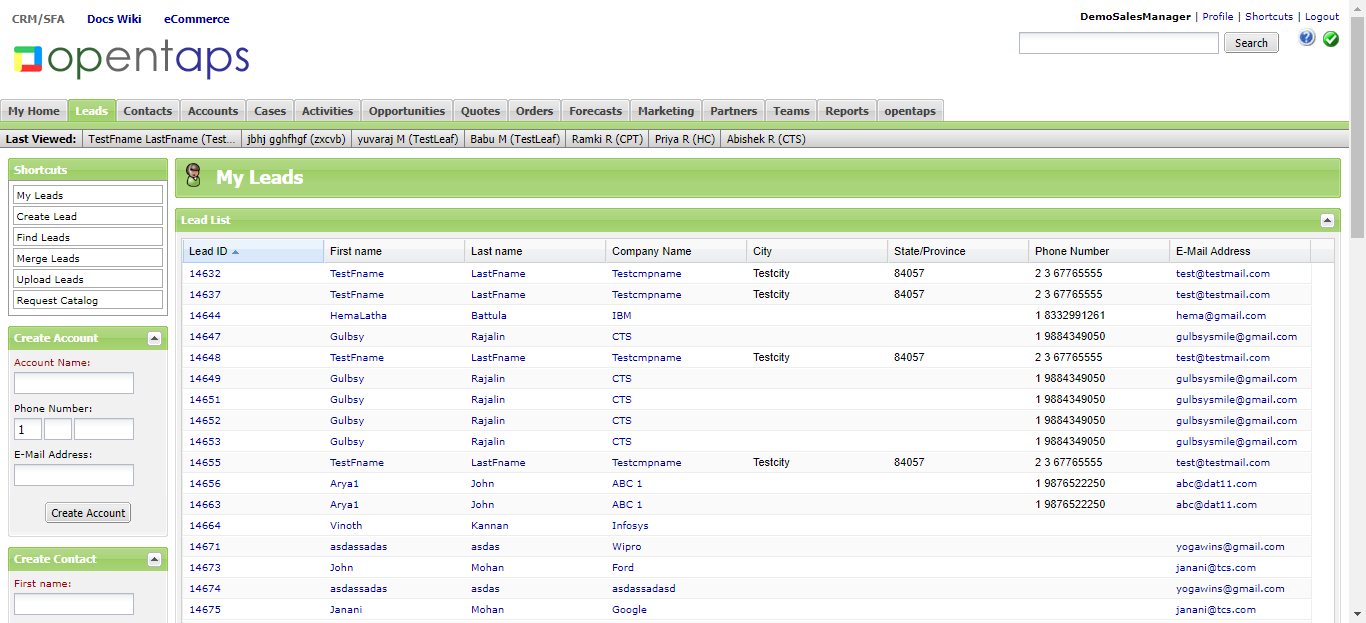 CRM/SFA Docs Wiki eCommerce
DemoSalesManager | Profile | Shortcuts | Logout
opentaps
Search
My Home Leads Contacts Accounts Cases Activities Opportunities Quotes Orders Forecasts Marketing Partners Teams Reports opentaps
Last Viewed: TestFname LastFname (Test... jbhj gghfhgf (zxcvb) yuvaraj M (TestLeaf) Babu M (TestLeaf) Ramki R (CPT) Priya R (HC) Abishek R (CTS)
Shortcuts
My Leads
Create Lead
Find Leads
Merge Leads
Upload Leads
Request Catalog
Create Account
Account Name:
Phone Number:
1
E-Mail Address:
Create Account
Create Contact
First name:
My Leads
Lead List
Lead ID First name Last name Company Name City State/Province Phone Number E-Mail Address
14632 TestFname LastFname Testcmpname Testcity 84057 2 3 67765555 test@testmail.com
14637 TestFname LastFname Testcmpname Testcity 84057 2 3 67765555 test@testmail.com
14644 HemaLatha Battula IBM 1 8332991261 hema@gmail.com
14647 Gulbsy Rajalin CTS 1 9884349050 gulbsysmile@gmail.com
14648 TestFname LastFname Testcmpname Testcity 84057 2 3 67765555 test@testmail.com
14649 Gulbsy Rajalin CTS 1 9884349050 gulbsysmile@gmail.com
14651 Gulbsy Rajalin CTS 1 9884349050 gulbsysmile@gmail.com
14652 Gulbsy Rajalin CTS 1 9884349050 gulbsysmile@gmail.com
14653 Gulbsy Rajalin CTS 1 9884349050 gulbsysmile@gmail.com
14655 TestFname LastFname Testcmpname Testcity 84057 2 3 67765555 test@testmail.com
14656 Arya1 John ABC 1 1 9876522250 abc@dat11.com
14663 Arya1 John ABC 1 1 9876522250 abc@dat11.com
14664 Vinoth Kannan Infosys
14671 asdassadas asdas Wipro yogawins@gmail.com
14673 John Mohan Ford janani@tcs.com
14674 asdassadas asdas asdassadasd yogawins@gmail.com
14675 Janani Mohan Google janani@tcs.com